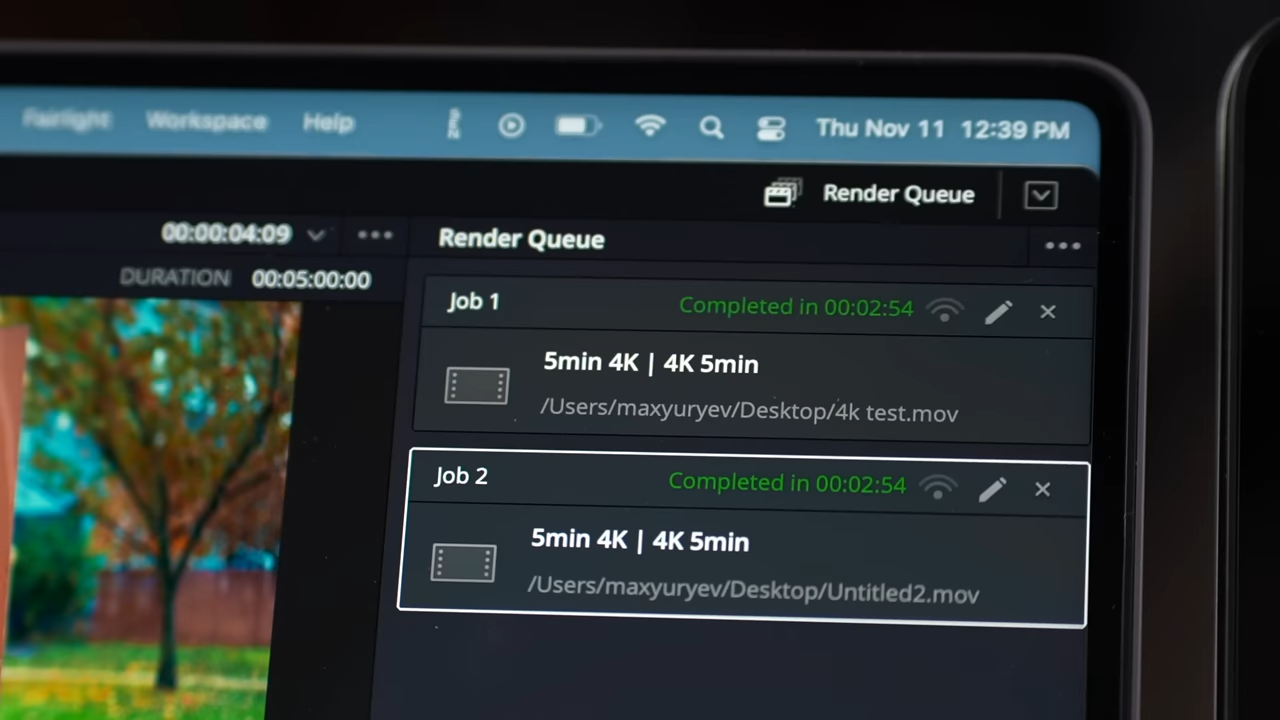 Fairlight Workspace Help Thu Nov 11 12:39 PM
Render Queue
00:00:04:09 Render Queue
DURATION 00:05:00:00
Job 1 Completed in 00:02:54
5min 4K | 4K 5min
/Users/maxyuryev/Desktop/4k test.mov
Job 2 Completed in 00:02:54
5min 4K | 4K 5min
/Users/maxyuryev/Desktop/Untitled2.mov